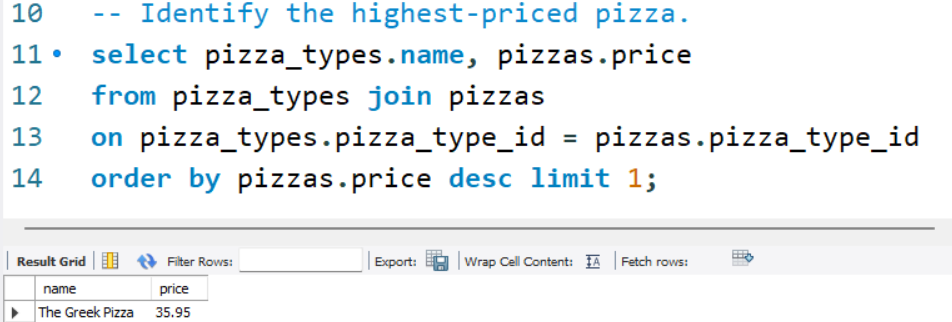 10 -- Identify the highest-priced pizza.
11 select pizza_types.name, pizzas.price
12 from pizza_types join pizzas
13 on pizza_types.pizza_type_id = pizzas.pizza_type_id
14 order by pizzas.price desc limit 1;
Result Grid Filter Rows: Export: Wrap Cell Content: IA Fetch rows:
name price
The Greek Pizza 35.95